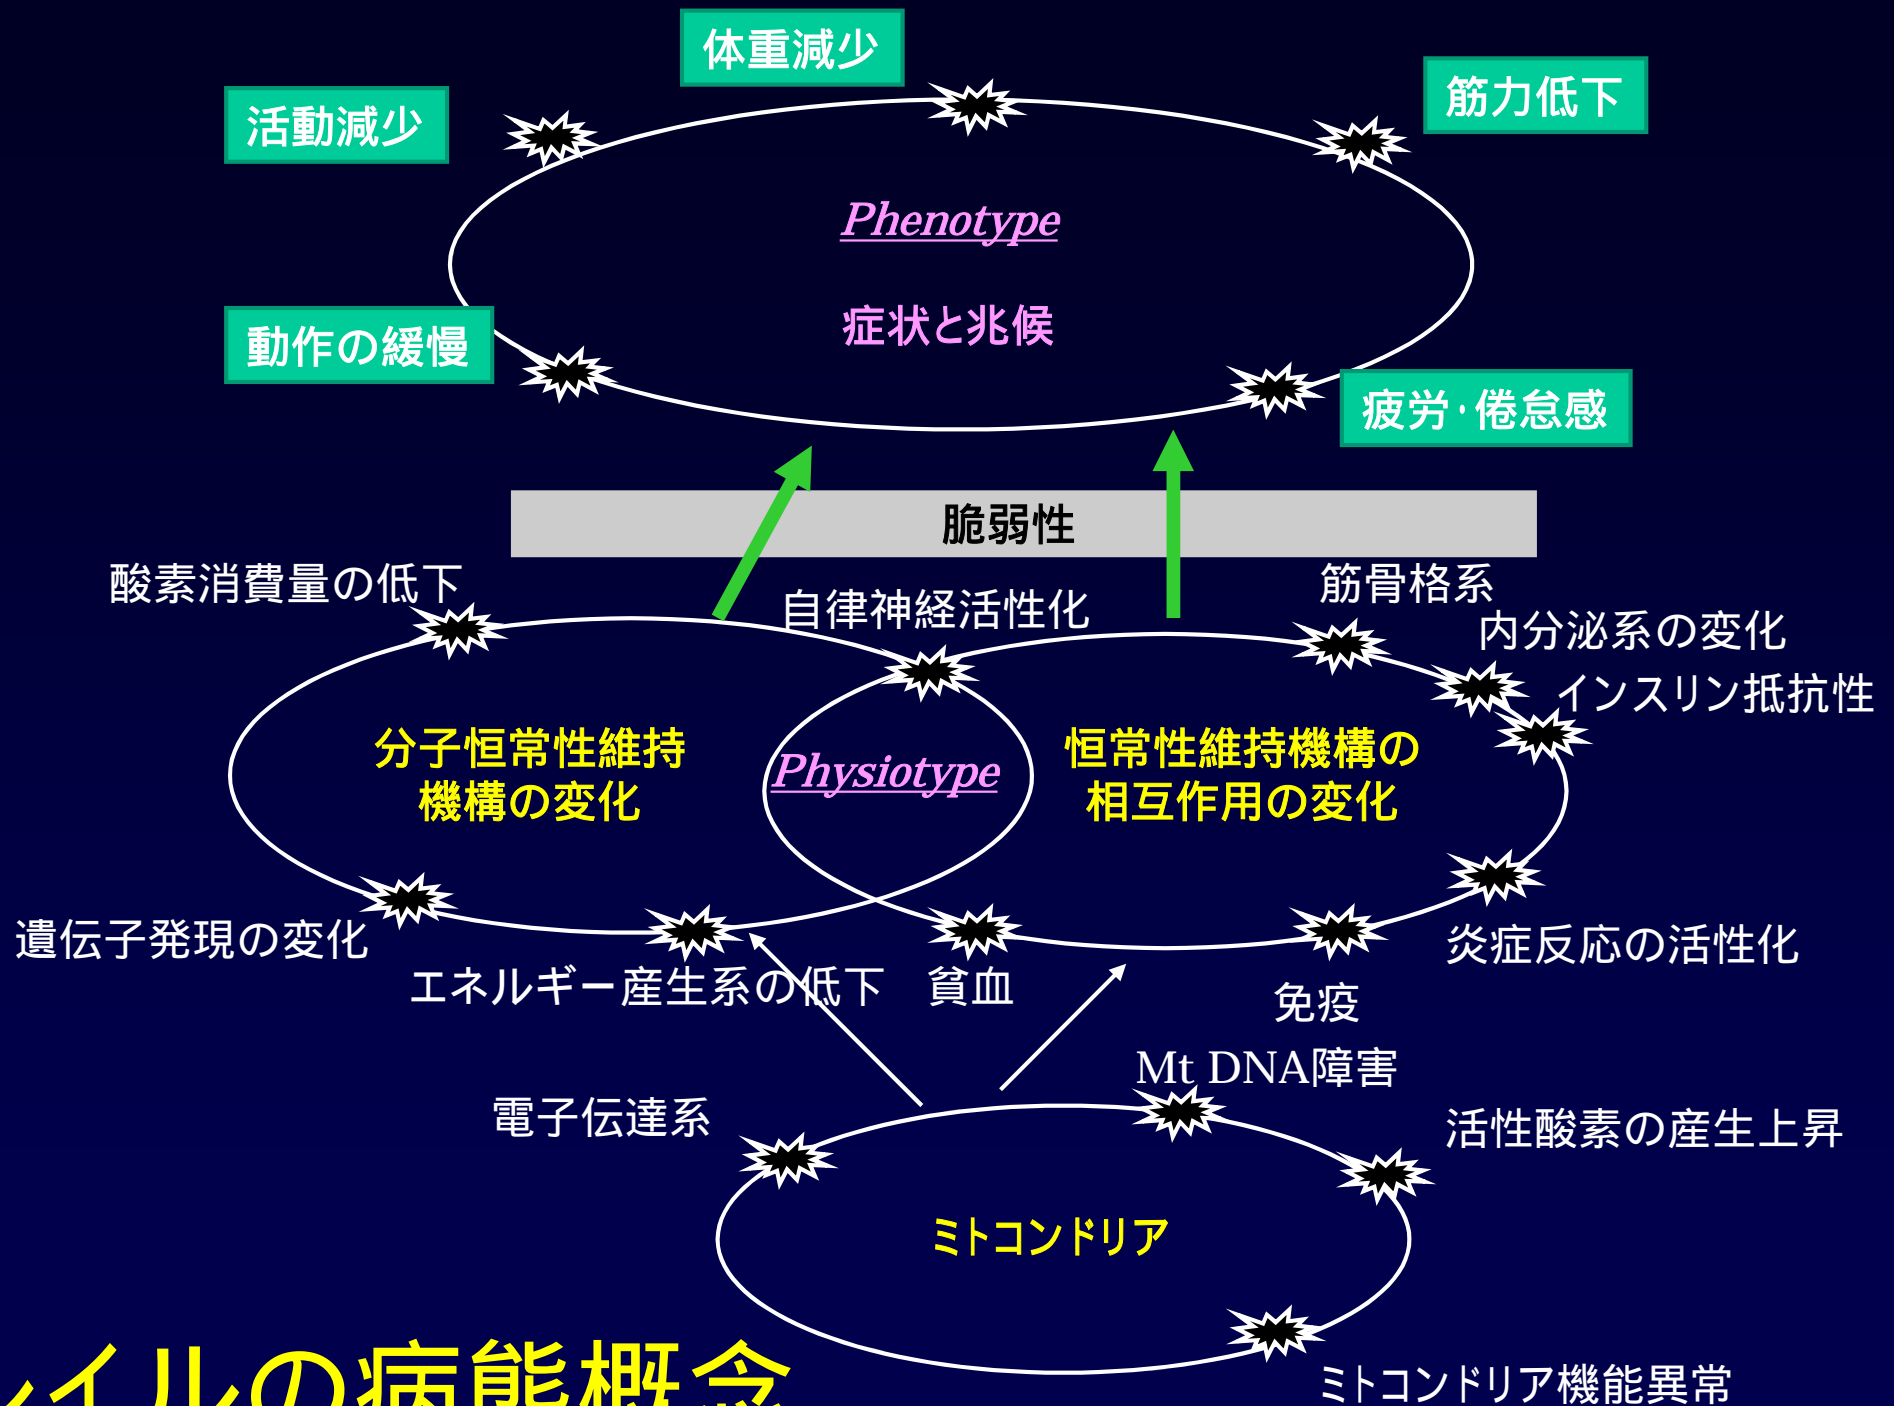 体重減少
筋力低下
活動減少
Phenotype
症状と兆候
動作の緩慢
疲労・倦怠感
脆弱性
酸素消費量の低下
自律神経活性化
筋骨格系
内分泌系の変化
インスリン抵抗性
分子恒常性維持
機構の変化
Physiotype
恒常性維持機構の
相互作用の変化
遺伝子発現の変化
エネルギー産生系の低下
貧血
炎症反応の活性化
免疫
Mt DNA障害
電子伝達系
活性酸素の産生上昇
ミトコンドリア
ミトコンドリア機能異常
イルの病態概念